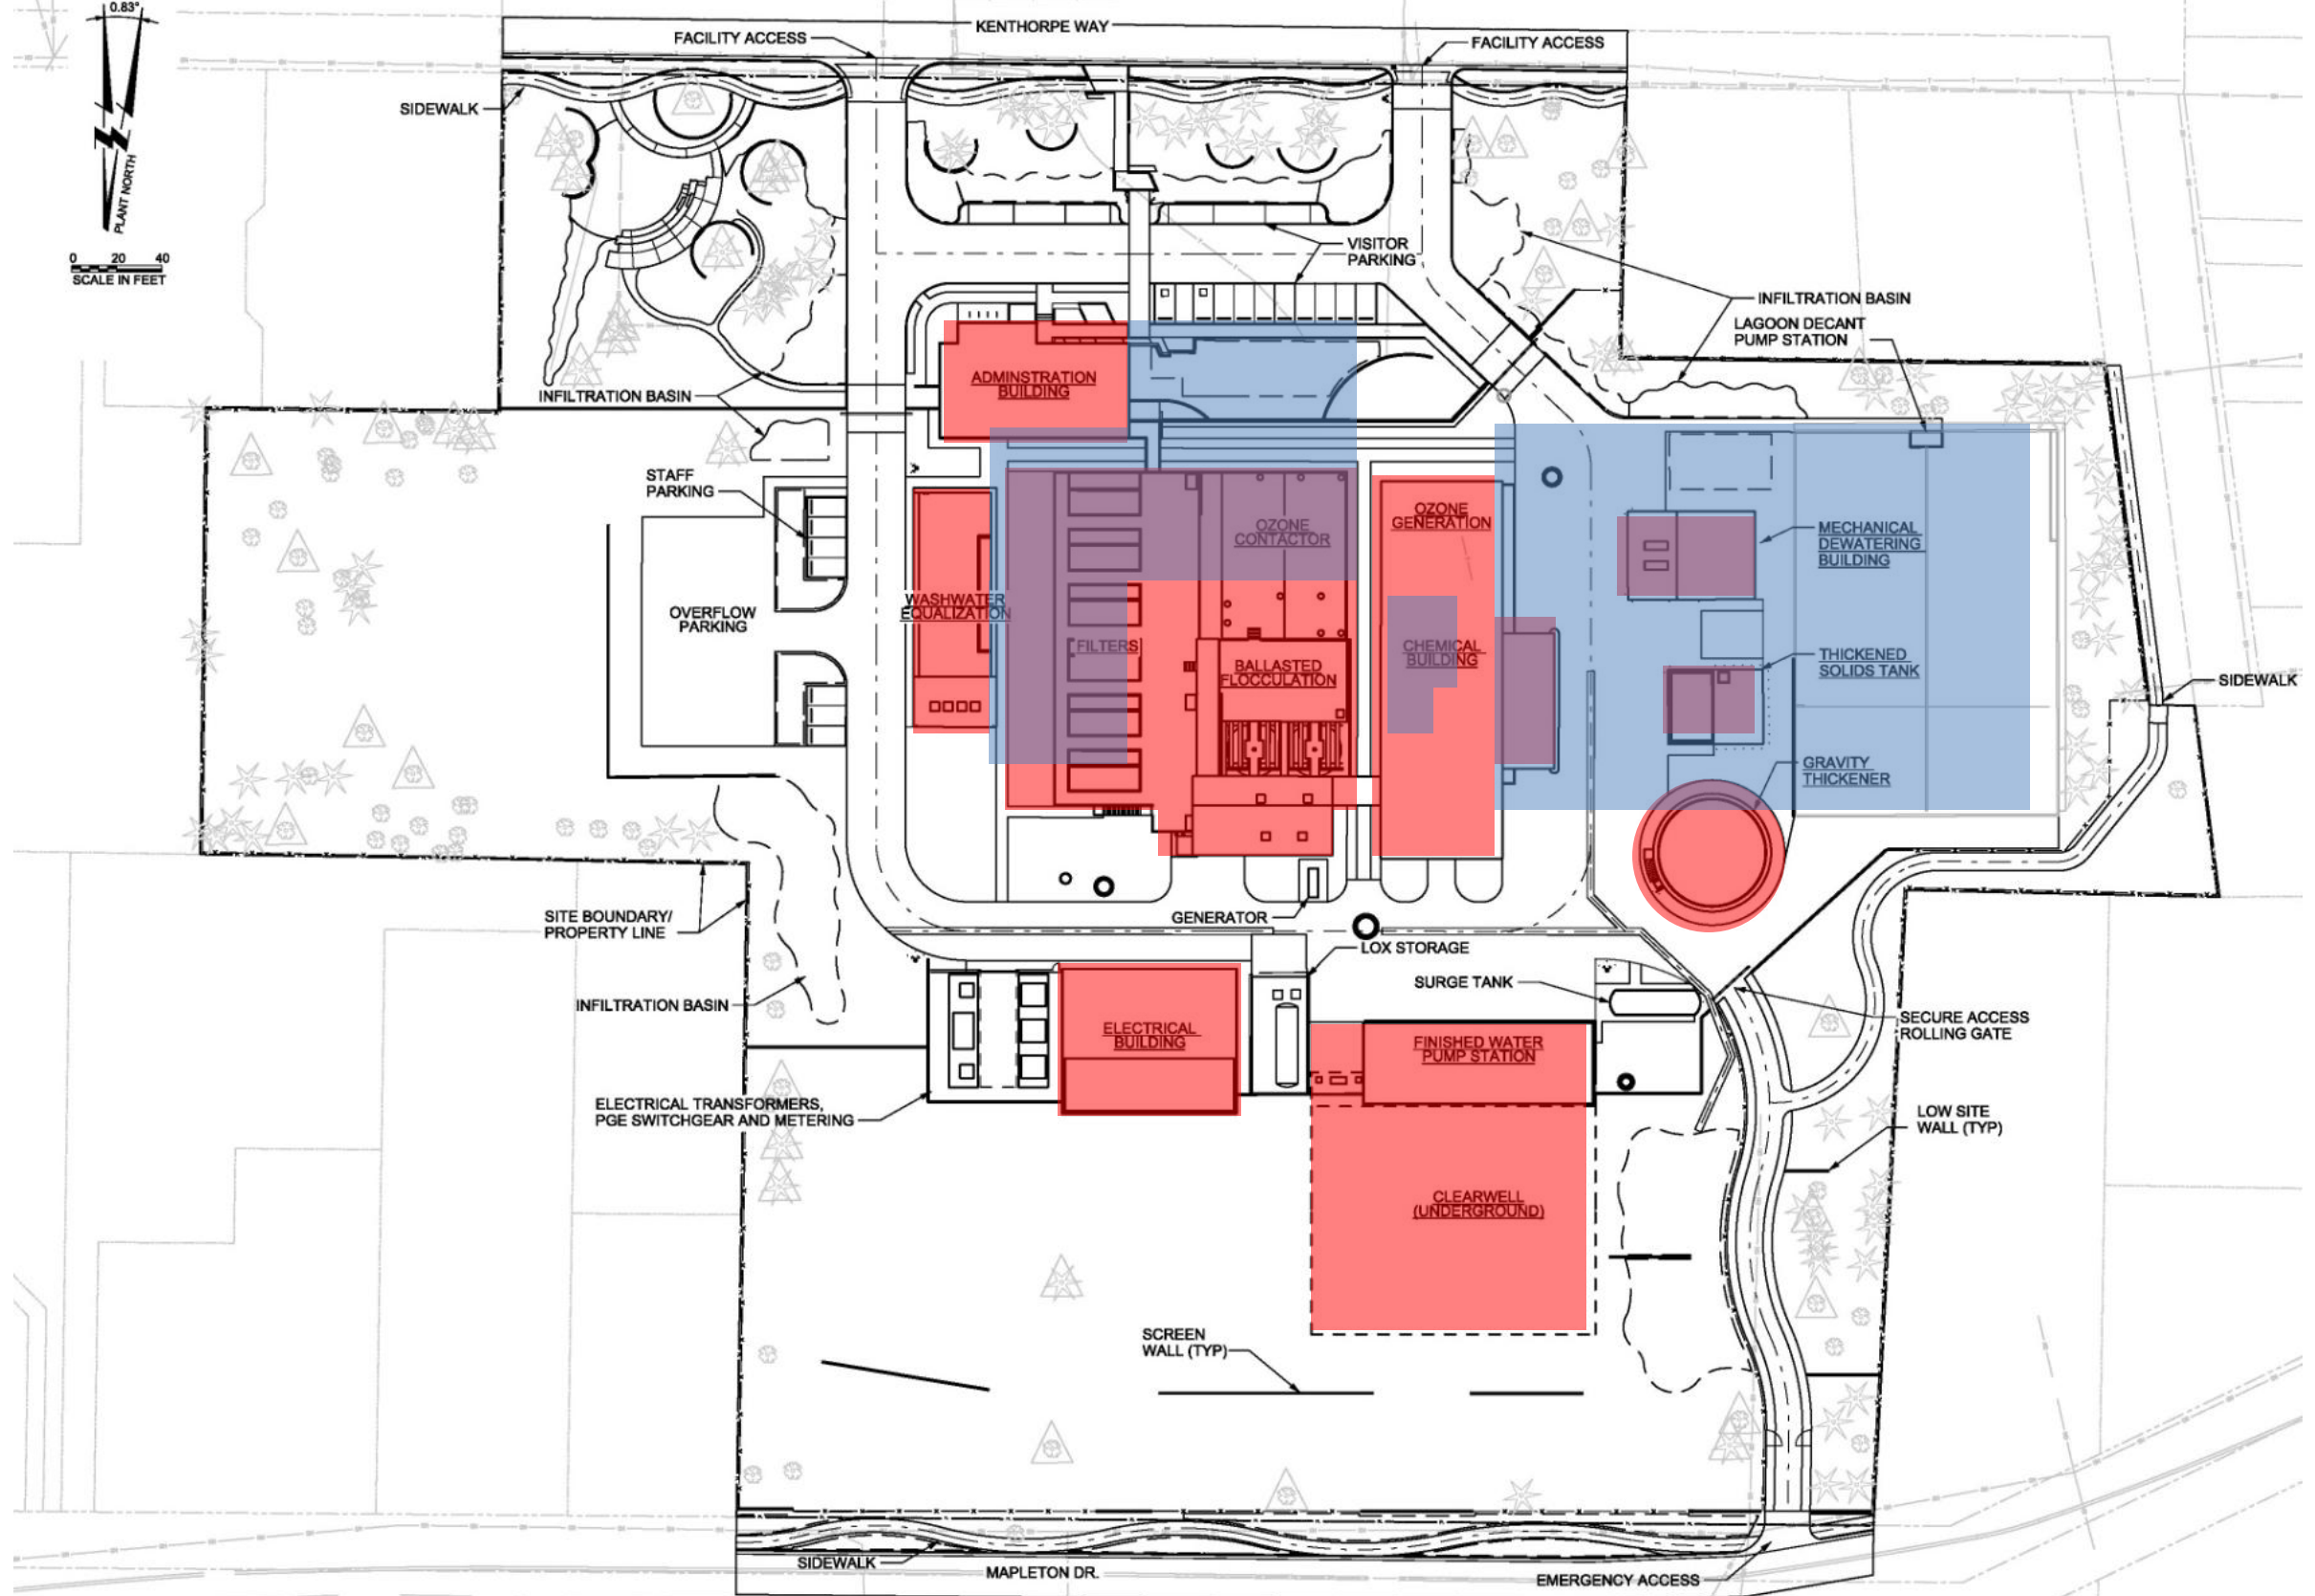 0.83°
PLANT NORTH
0 20 40
SCALE IN FEET
KENTHORPE WAY
FACILITY ACCESS
FACILITY ACCESS
SIDEWALK
VISITOR
PARKING
INFILTRATION BASIN
LAGOON DECANT
PUMP STATION
ADMINSTRATION
BUILDING
INFILTRATION BASIN
STAFF
PARKING
OZONE
CONTACTOR
OZONE
GENERATION
MECHANICAL
DEWATERING
BUILDING
OVERFLOW
PARKING
WASHWATER
EQUALIZATION
FILTERS
BALLASTED
FLOCCULATION
CHEMICAL
BUILDING
THICKENED
SOLIDS TANK
SIDEWALK
GRAVITY
THICKENER
SITE BOUNDARY/
PROPERTY LINE
GENERATOR
LOX STORAGE
SURGE TANK
INFILTRATION BASIN
ELECTRICAL
BUILDING
FINISHED WATER
PUMP STATION
SECURE ACCESS
ROLLING GATE
ELECTRICAL TRANSFORMERS,
PGE SWITCHGEAR AND METERING
LOW SITE
WALL (TYP)
CLEARWELL
(UNDERGROUND)
SCREEN
WALL (TYP)
SIDEWALK
MAPLETON DR.
EMERGENCY ACCESS